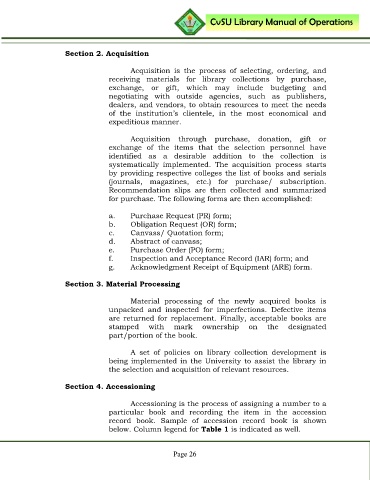 CvSU Library Manual of Operations
Section 2. Acquisition
Acquisition is the process of selecting, ordering, and
receiving materials for library collections by purchase,
exchange, or gift, which may include budgeting and
negotiating with outside agencies, such as publishers,
dealers, and vendors, to obtain resources to meet the needs
of the institution's clientele, in the most economical and
expeditious manner.
Acquisition through purchase, donation, gift or
exchange of the items that the selection personnel have
identified as a desirable addition to the collection is
systematically implemented. The acquisition process starts
by providing respective colleges the list of books and serials
(journals, magazines, etc.) for purchase/ subscription.
Recommendation slips are then collected and summarized
for purchase. The following forms are then accomplished:
a. Purchase Request (PR) form;
b. Obligation Request (OR) form;
c. Canvass/ Quotation form;
d. Abstract of canvass;
e. Purchase Order (PO) form;
f. Inspection and Acceptance Record (IAR) form; and
g. Acknowledgment Receipt of Equipment (ARE) form.
Section 3. Material Processing
Material processing of the newly acquired books is
unpacked and inspected for imperfections. Defective items
are returned for replacement. Finally, acceptable books are
stamped with mark ownership on the designated
part/portion of the book.
A set of policies on library collection development is
being implemented in the University to assist the library in
the selection and acquisition of relevant resources.
Section 4. Accessioning
Accessioning is the process of assigning a number to a
particular book and recording the item in the accession
record book. Sample of accession record book is shown
below. Column legend for Table 1 is indicated as well.
Page 26